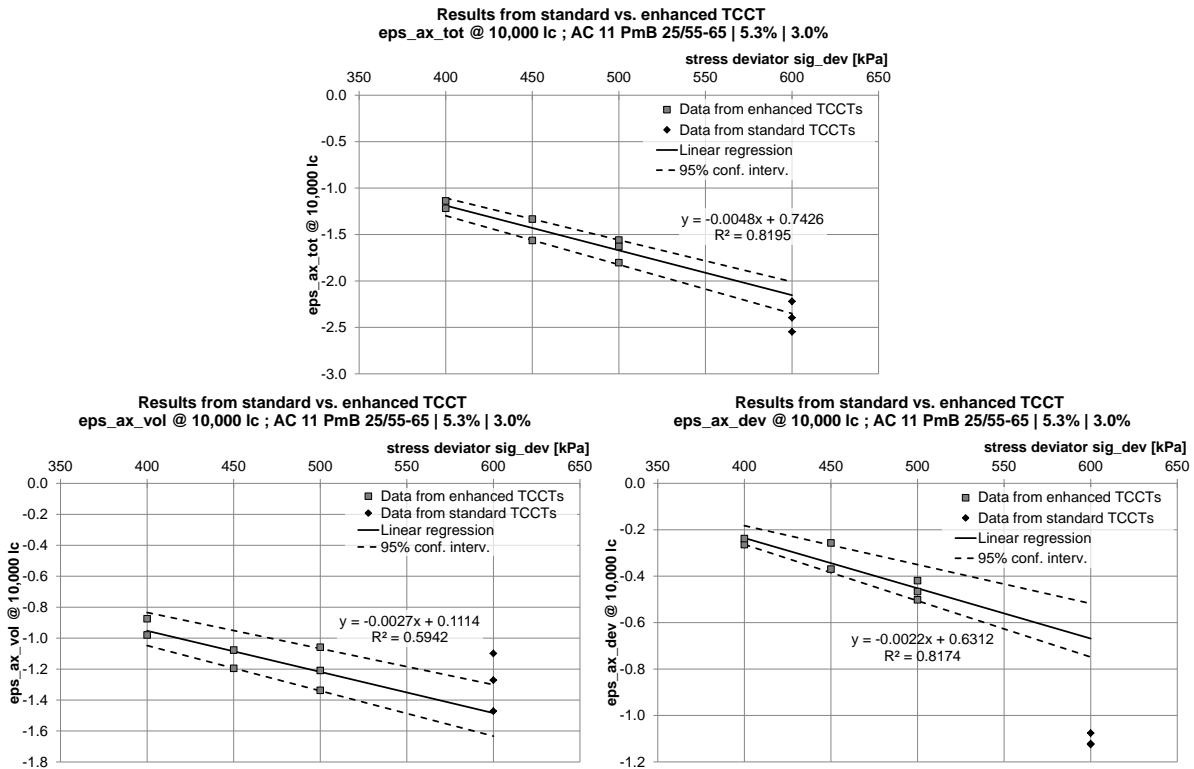 Results from standard vs. enhanced TCCT
eps_ax_tot @ 10,000 lc ; AC 11 PmB 25/55-65 | 5.3% | 3.0%
stress deviator sig_dev [kPa]
350 400 450 500 550 600 650
0.0
-0.5
-1.0
-1.5
-2.0
-2.5
-3.0
eps_ax_tot @ 10,000 lc
Data from enhanced TCCTs
Data from standard TCCTs
Linear regression
95% conf. interv.
y = -0.0048x + 0.7426
R² = 0.8195
Results from standard vs. enhanced TCCT
eps_ax_vol @ 10,000 lc ; AC 11 PmB 25/55-65 | 5.3% | 3.0%
stress deviator sig_dev [kPa]
350 400 450 500 550 600 650
0.0
-0.2
-0.4
-0.6
-0.8
-1.0
-1.2
-1.4
-1.6
-1.8
eps_ax_vol @ 10,000 lc
Data from enhanced TCCTs
Data from standard TCCTs
Linear regression
95% conf. interv.
y = -0.0027x + 0.1114
R² = 0.5942
Results from standard vs. enhanced TCCT
eps_ax_dev @ 10,000 lc ; AC 11 PmB 25/55-65 | 5.3% | 3.0%
stress deviator sig_dev [kPa]
350 400 450 500 550 600 650
0.0
-0.2
-0.4
-0.6
-0.8
-1.0
-1.2
eps_ax_dev @ 10,000 lc
Data from enhanced TCCTs
Data from standard TCCTs
Linear regression
95% conf. interv.
y = -0.0022x + 0.6312
R² = 0.8174